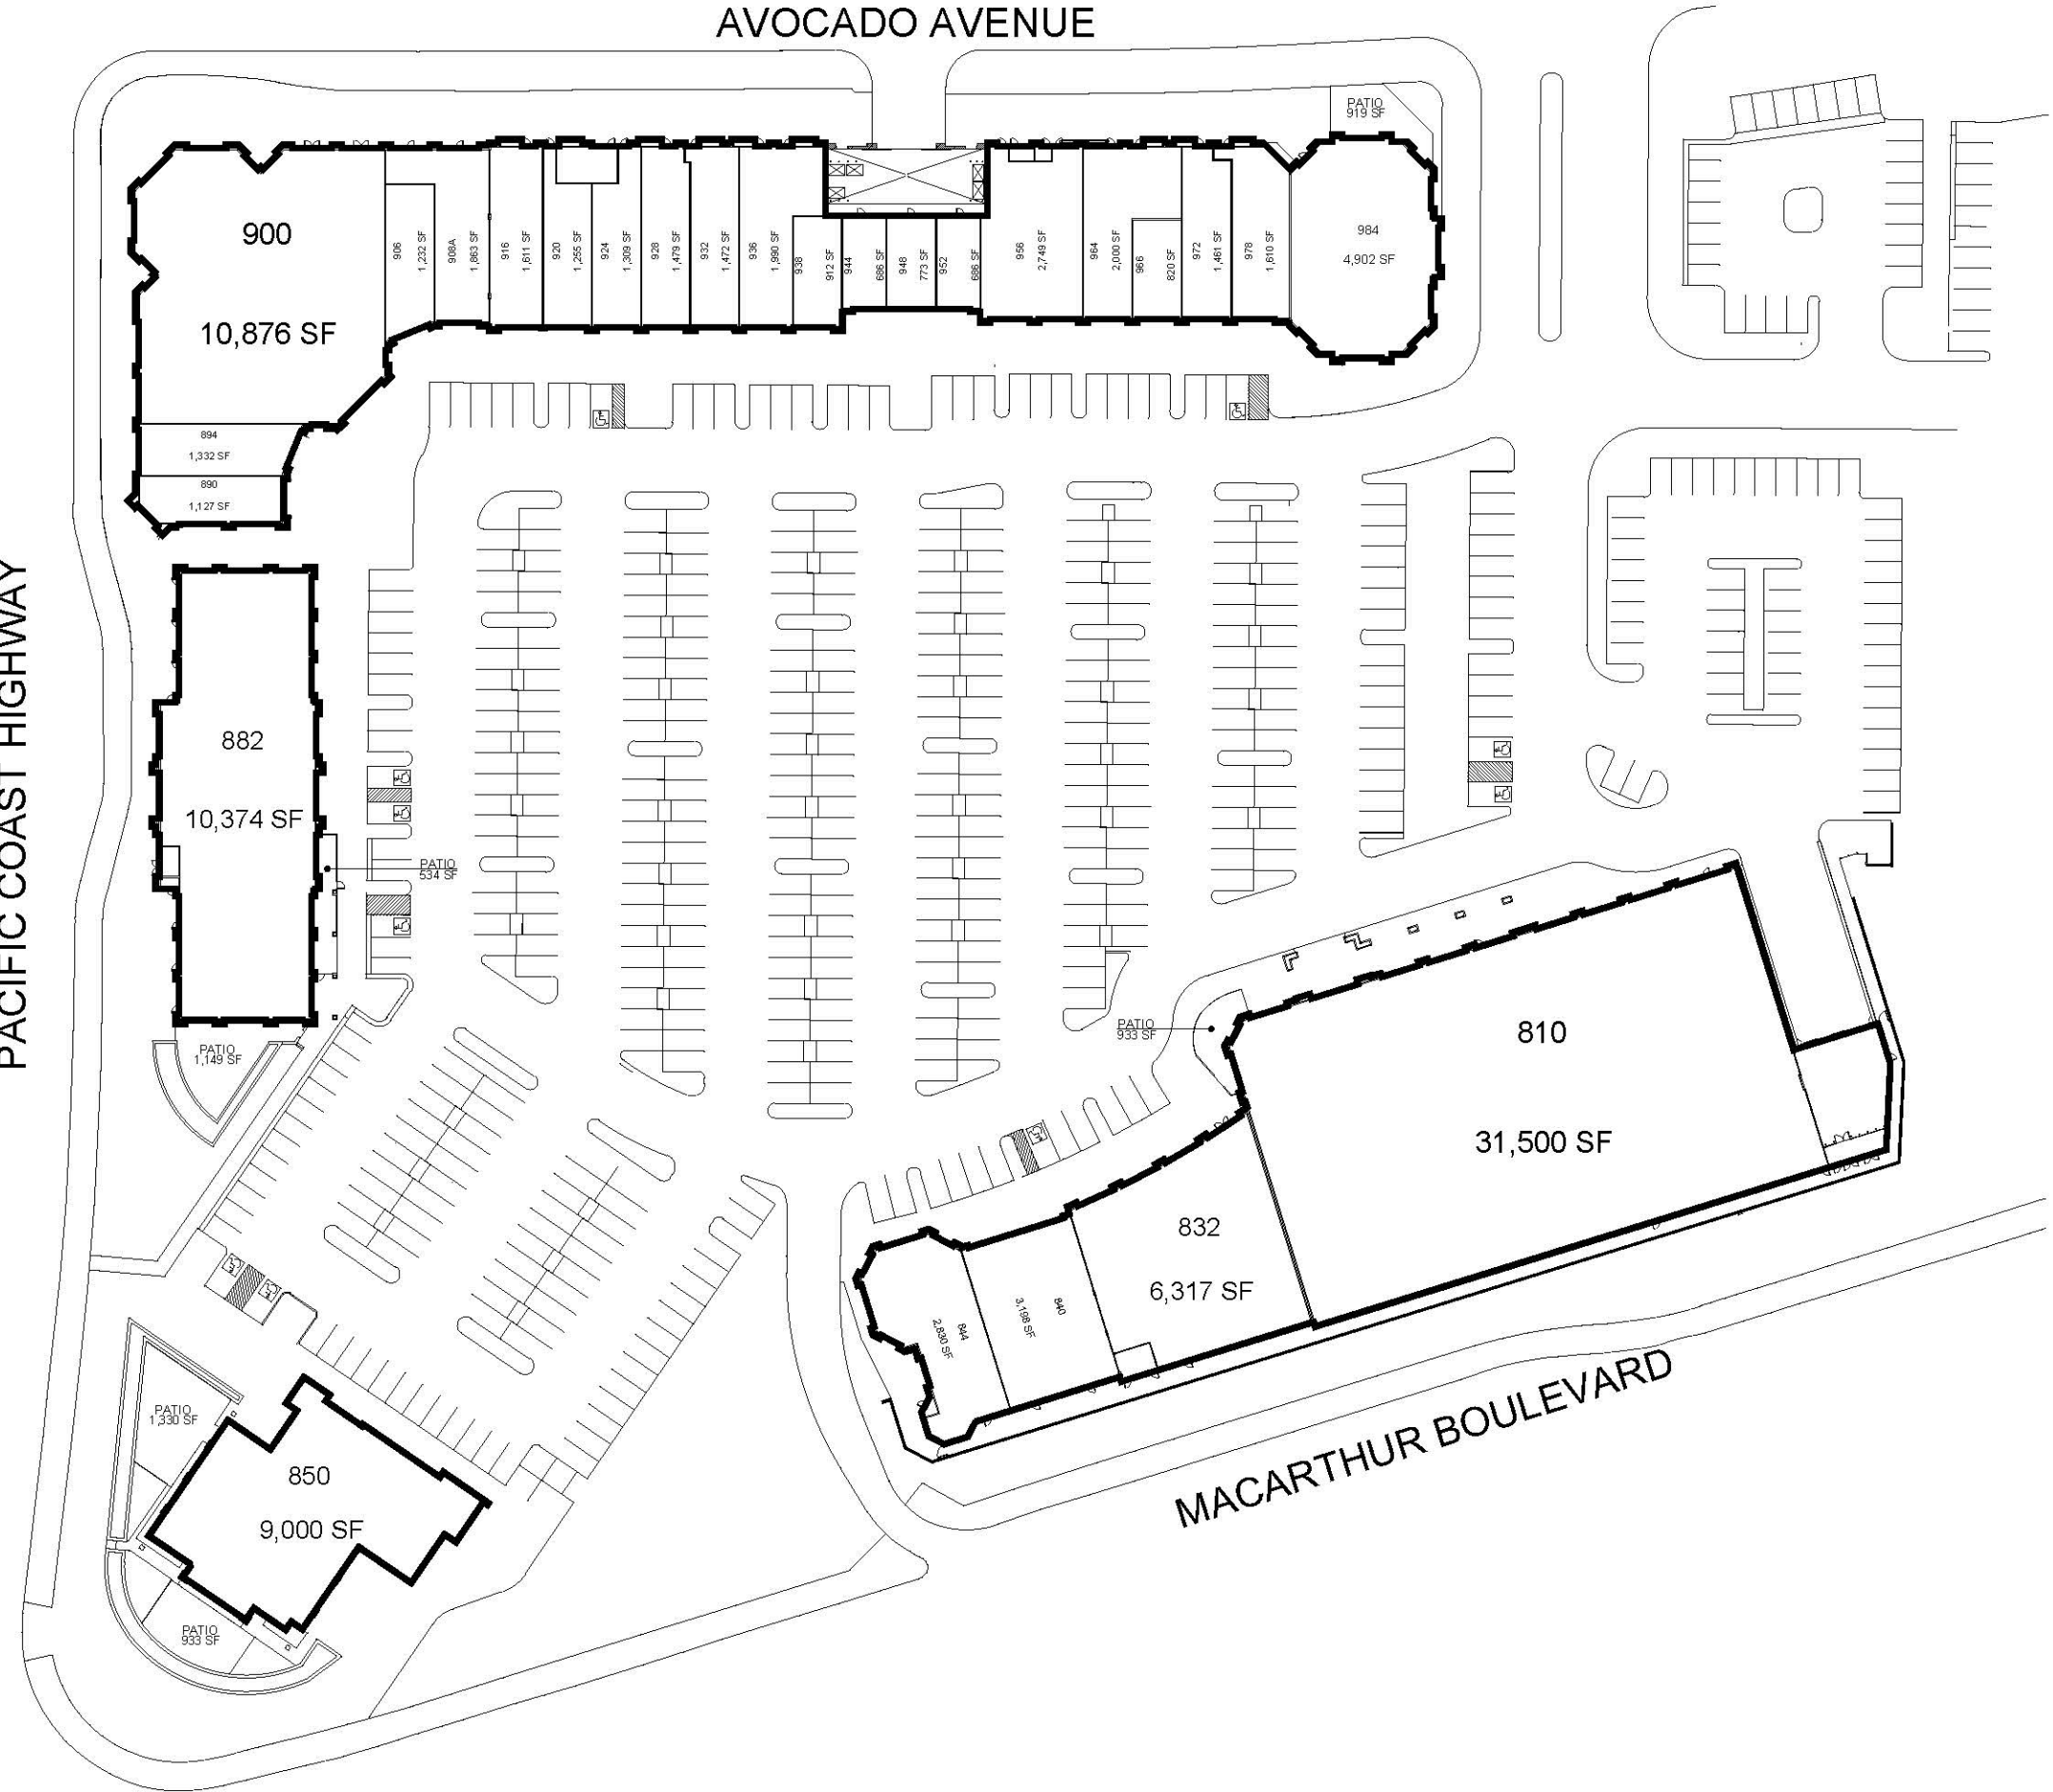 AVOCADO AVENUE
PATIO
919 SF
900
10,876 SF
906
1,232 SF
908A
1,863 SF
916
1,611 SF
920
1,255 SF
924
1,309 SF
928
1,479 SF
932
1,472 SF
936
1,990 SF
938
912 SF
944
686 SF
948
773 SF
952
686 SF
956
2,749 SF
964
2,000 SF
966
820 SF
972
1,461 SF
978
1,610 SF
984
4,902 SF
894
1,332 SF
890
1,127 SF
PACIFIC COAST HIGHWAY
882
10,374 SF
PATIO
534 SF
PATIO
1,149 SF
PATIO
933 SF
810
31,500 SF
832
6,317 SF
840
3,198 SF
844
2,830 SF
MACARTHUR BOULEVARD
PATIO
1,330 SF
850
9,000 SF
PATIO
933 SF